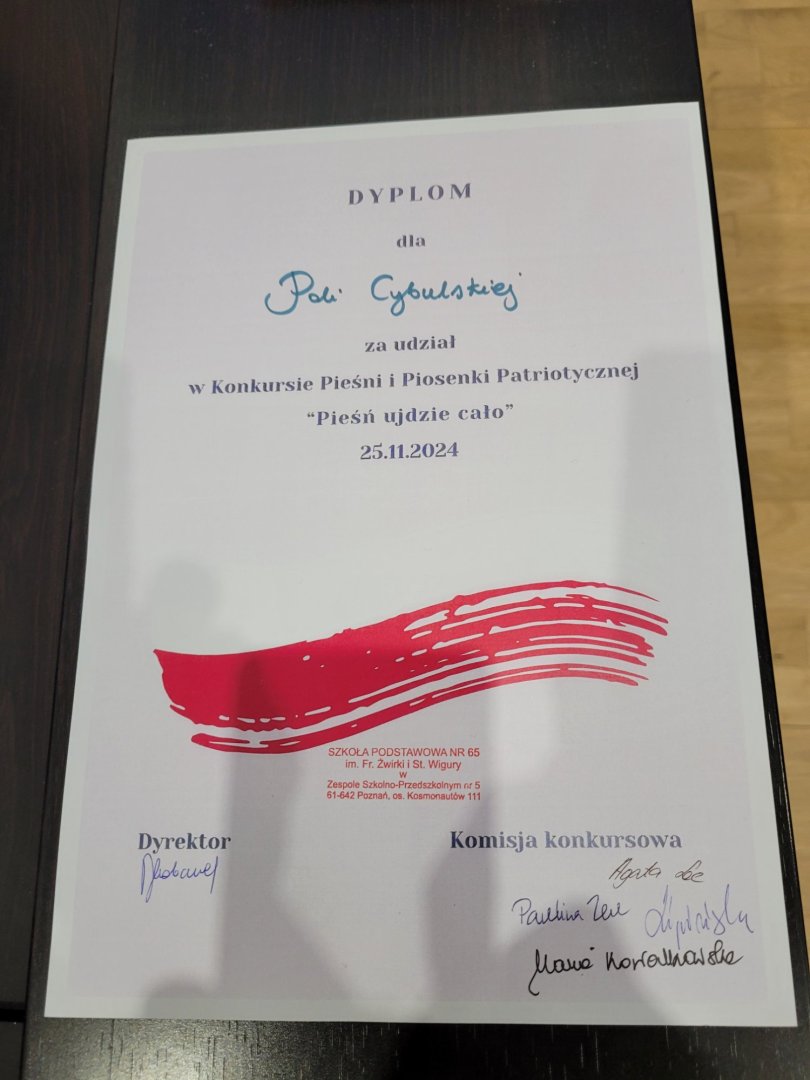 DYPLOM
dla
Poli Cybulskiej
za udział
w Konkursie Pieśni i Piosenki Patriotycznej
“Pieśń ujdzie cało”
25.11.2024
SZKOŁA PODSTAWOWA NR 65
im. Fr. Żwirki i St. Wigury
w
Zespole Szkolno-Przedszkolnym nr 5
61-642 Poznań, os. Kosmonautów 111
Dyrektor
Komisja konkursowa
Agata
Paulina